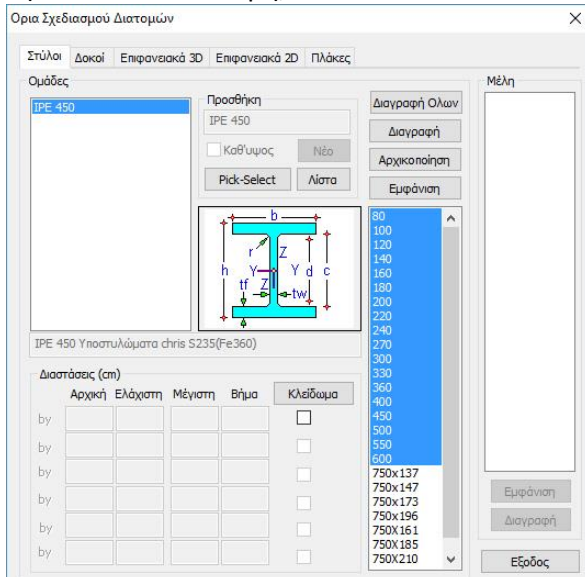 Όρια Σχεδιασμού Διατομών
Στύλοι Δοκοί Επιφανειακά 3D Επιφανειακά 2D Πλάκες
Ομάδες
IPE 450
Προσθήκη
IPE 450
Καθ'υψος Νέο
Pick-Select Λίστα
Διαγραφή Ολων
Διαγραφή
Αρχικοποίηση
Εμφάνιση
Μέλη
b
r Z
h Y Y d c
tf Z tw
80
100
120
140
160
180
200
220
240
270
300
330
360
400
450
500
550
600
750x137
750x147
750x173
750x196
750X161
750X185
750X210
IPE 450 Υποστυλώματα chris S235(Fe360)
Διαστάσεις (cm)
Αρχική Ελάχιστη Μέγιστη Βήμα Κλείδωμα
by
by
by
by
by
by
Εμφάνιση
Διαγραφή
Εξοδος